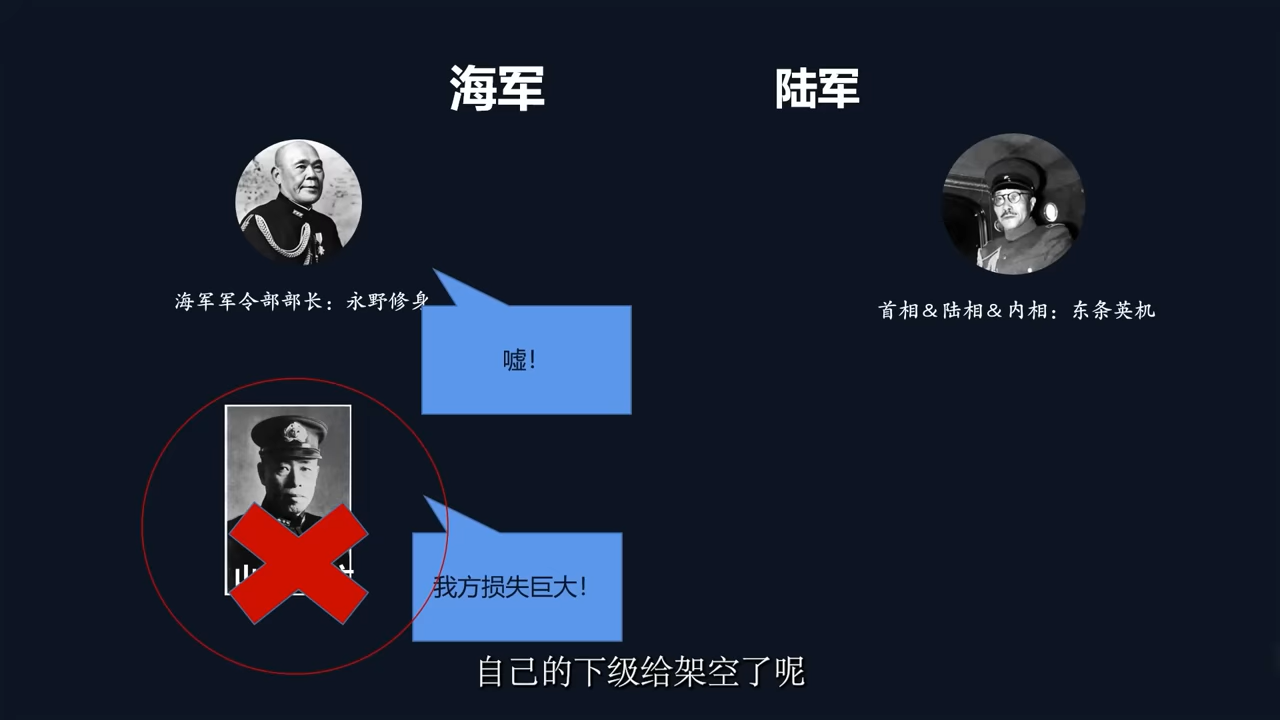 海军
陆军
海军军令部部长：永野修身
首相＆陆相＆内相：东条英机
嘘！
我方损失巨大！
自己的下级给架空了呢